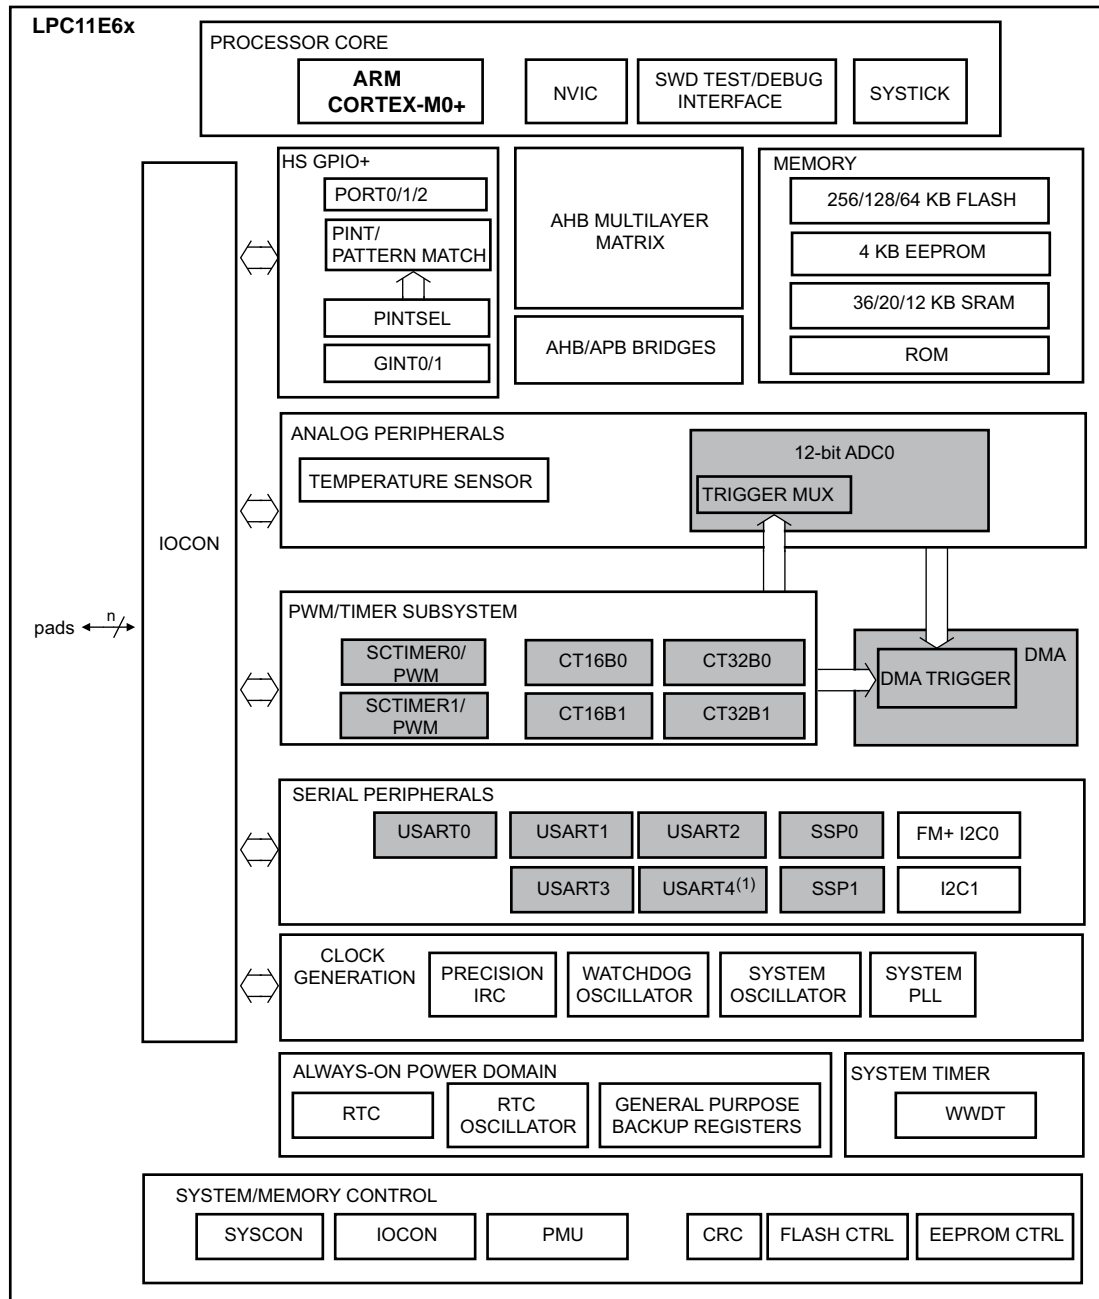 LPC11E6x
PROCESSOR CORE
ARM
CORTEX-M0+
NVIC
SWD TEST/DEBUG
INTERFACE
SYSTICK
HS GPIO+
PORT0/1/2
PINT/
PATTERN MATCH
PINTSEL
GINT0/1
AHB MULTILAYER
MATRIX
AHB/APB BRIDGES
MEMORY
256/128/64 KB FLASH
4 KB EEPROM
36/20/12 KB SRAM
ROM
IOCON
pads
n
ANALOG PERIPHERALS
TEMPERATURE SENSOR
12-bit ADC0
TRIGGER MUX
PWM/TIMER SUBSYSTEM
SCTIMER0/
PWM
CT16B0
CT32B0
SCTIMER1/
PWM
CT16B1
CT32B1
DMA
DMA TRIGGER
SERIAL PERIPHERALS
USART0
USART1
USART2
SSP0
FM+ I2C0
USART3
USART4(1)
SSP1
I2C1
CLOCK
GENERATION
PRECISION
IRC
WATCHDOG
OSCILLATOR
SYSTEM
OSCILLATOR
SYSTEM
PLL
ALWAYS-ON POWER DOMAIN
RTC
RTC
OSCILLATOR
GENERAL PURPOSE
BACKUP REGISTERS
SYSTEM TIMER
WWDT
SYSTEM/MEMORY CONTROL
SYSCON
IOCON
PMU
CRC
FLASH CTRL
EEPROM CTRL